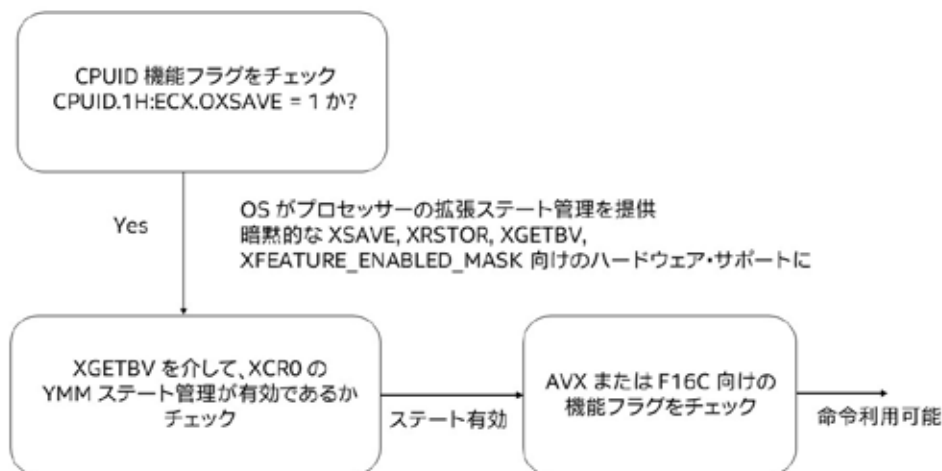 CPUID 機能フラグをチェック
CPUID.1H:ECX.OXSAVE = 1 か?
Yes
OS がプロセッサーの拡張ステート管理を提供
暗黙的な XSAVE, XRSTOR, XGETBV,
XFEATURE_ENABLED_MASK 向けのハードウェア・サポートに
XGETBV を介して、XCR0 の
YMM ステート管理が有効であるか
チェック
ステート有効
AVX または F16C 向けの
機能フラグをチェック
命令利用可能